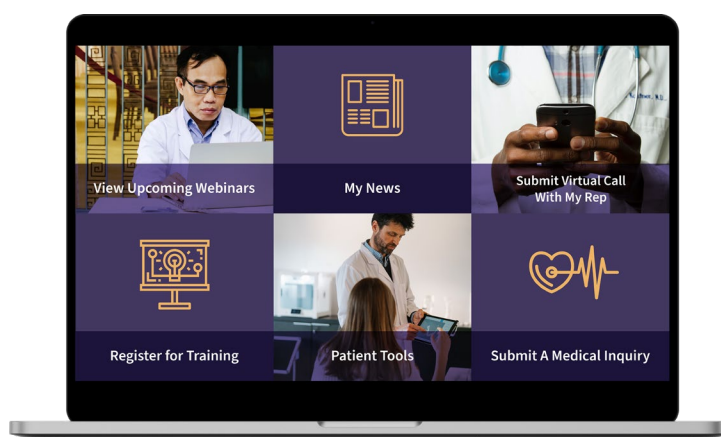 View Upcoming Webinars
My News
Submit Virtual Call
With My Rep
Register for Training
Patient Tools
Submit A Medical Inquiry